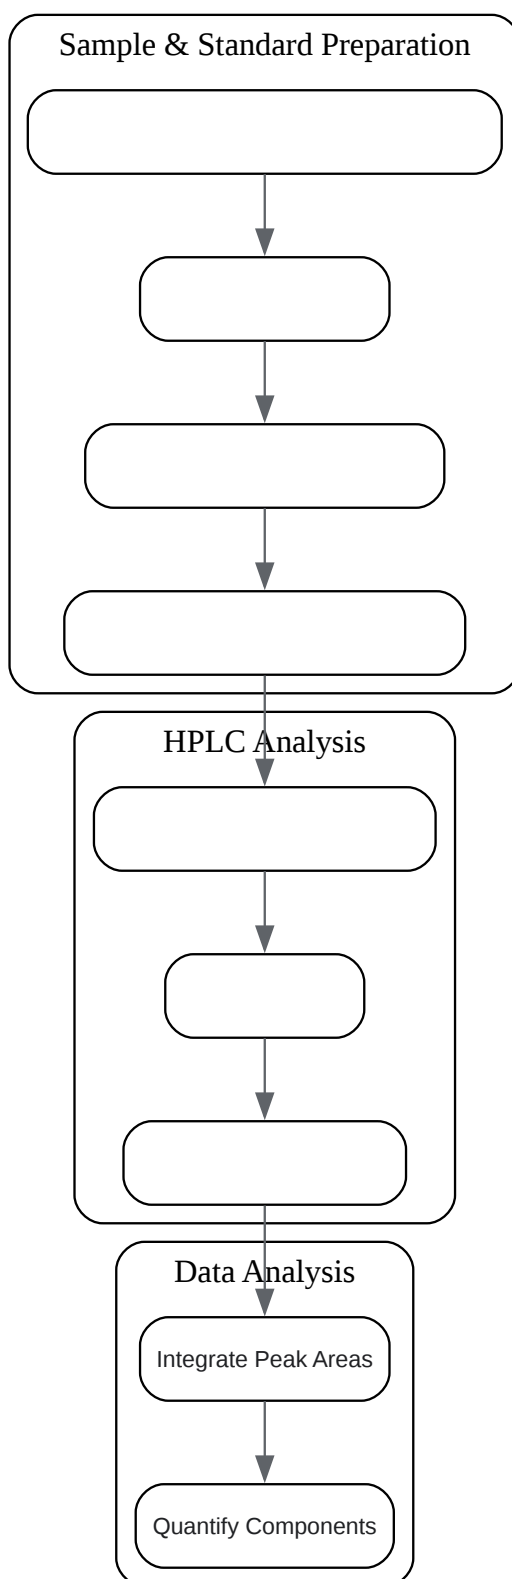 Sample & Standard Preparation
HPLC Analysis
Data Analysis
Integrate Peak Areas
Quantify Components